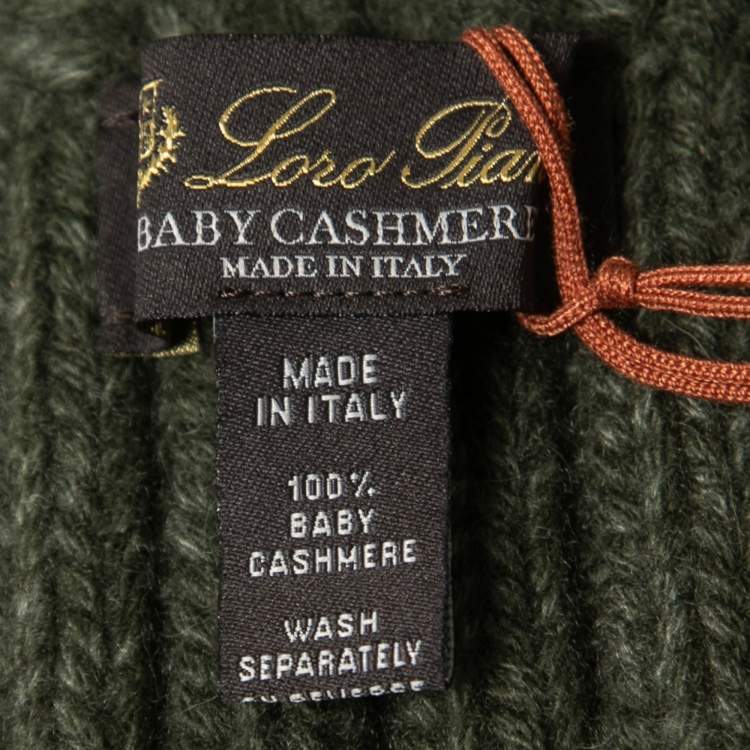 Loro Pian
BABY CASHMERE
MADE IN ITALY
MADE
IN ITALY
100%
BABY
CASHMERE
WASH
SEPARATELY